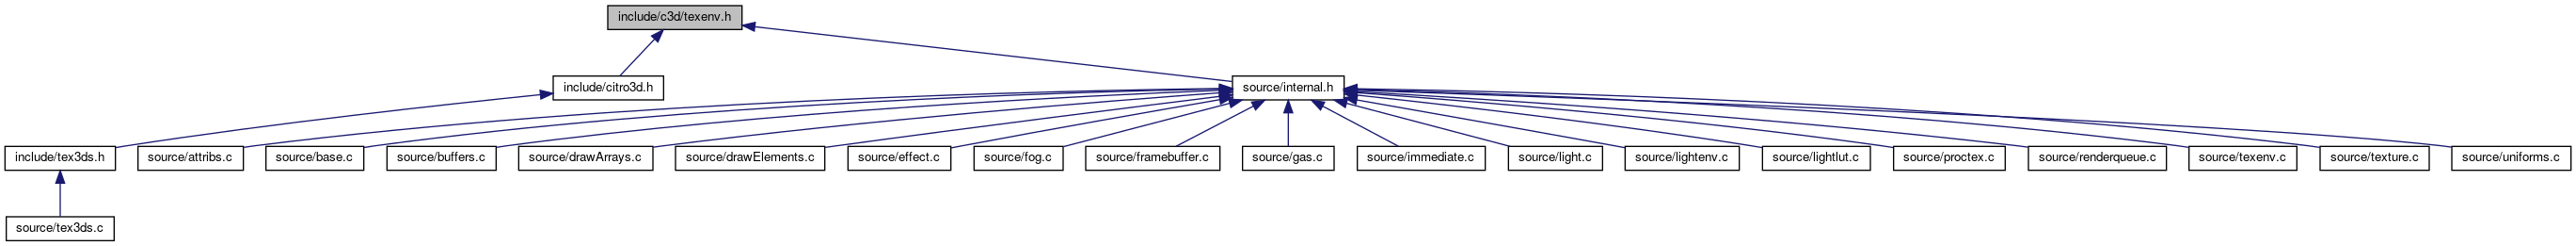 include/c3d/texenv.h
include/citro3d.h
source/internal.h
include/tex3ds.h
source/attribs.c
source/base.c
source/buffers.c
source/drawArrays.c
source/drawElements.c
source/effect.c
source/fog.c
source/framebuffer.c
source/gas.c
source/immediate.c
source/light.c
source/lightenv.c
source/lightlut.c
source/proctex.c
source/renderqueue.c
source/texenv.c
source/texture.c
source/uniforms.c
source/tex3ds.c